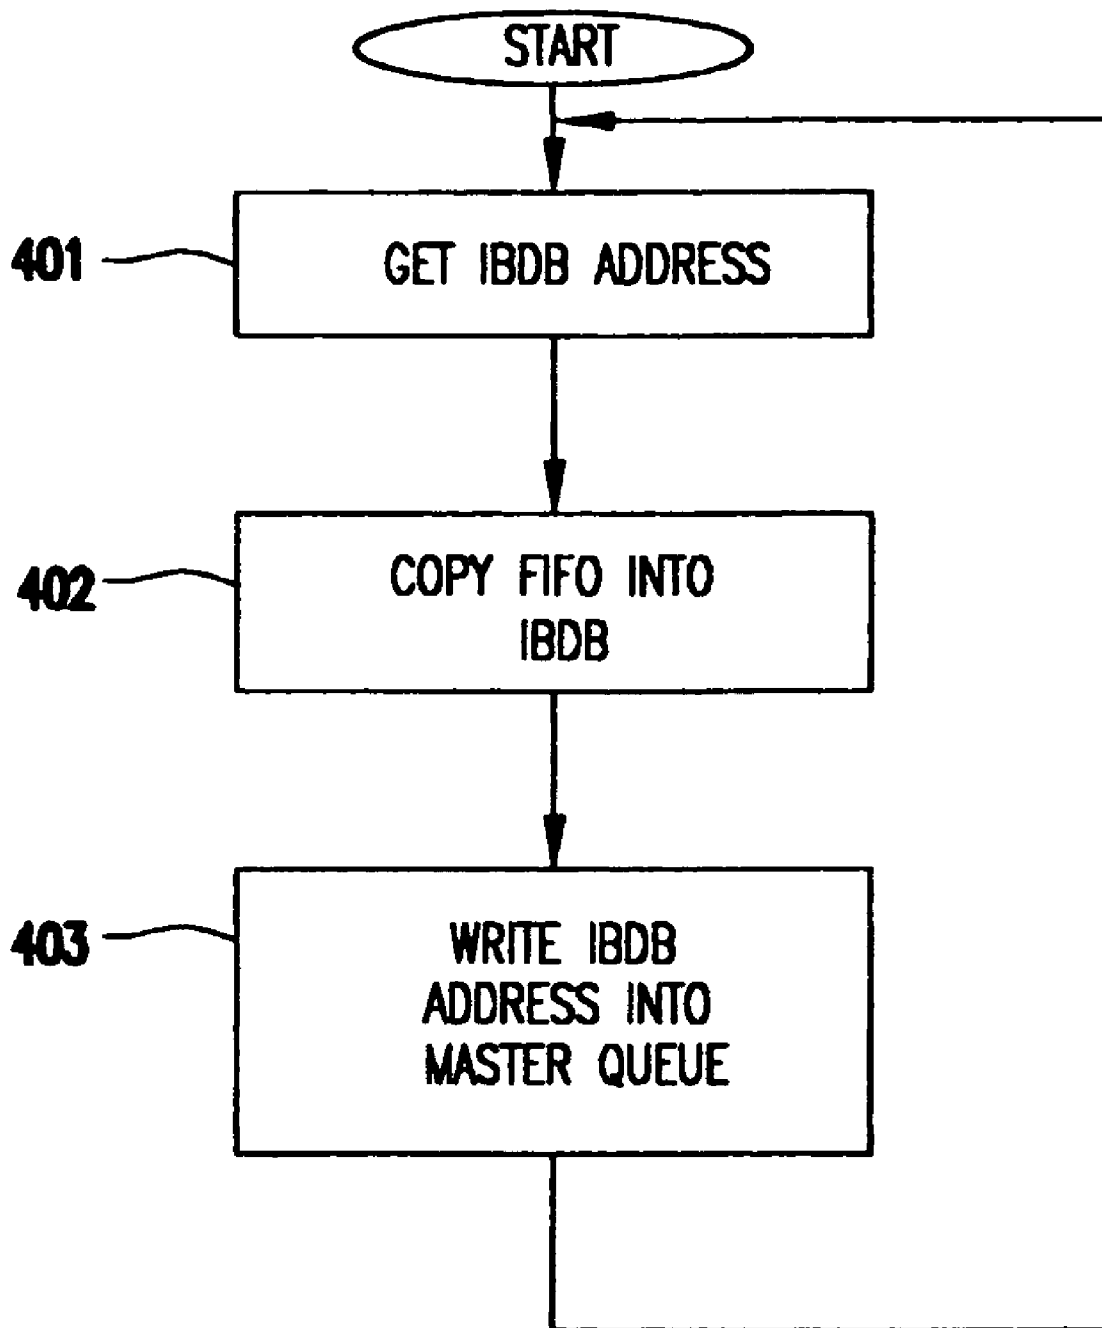 START
401
GET IBDB ADDRESS
402
COPY FIFO INTO
IBDB
403
WRITE IBDB
ADDRESS INTO
MASTER QUEUE